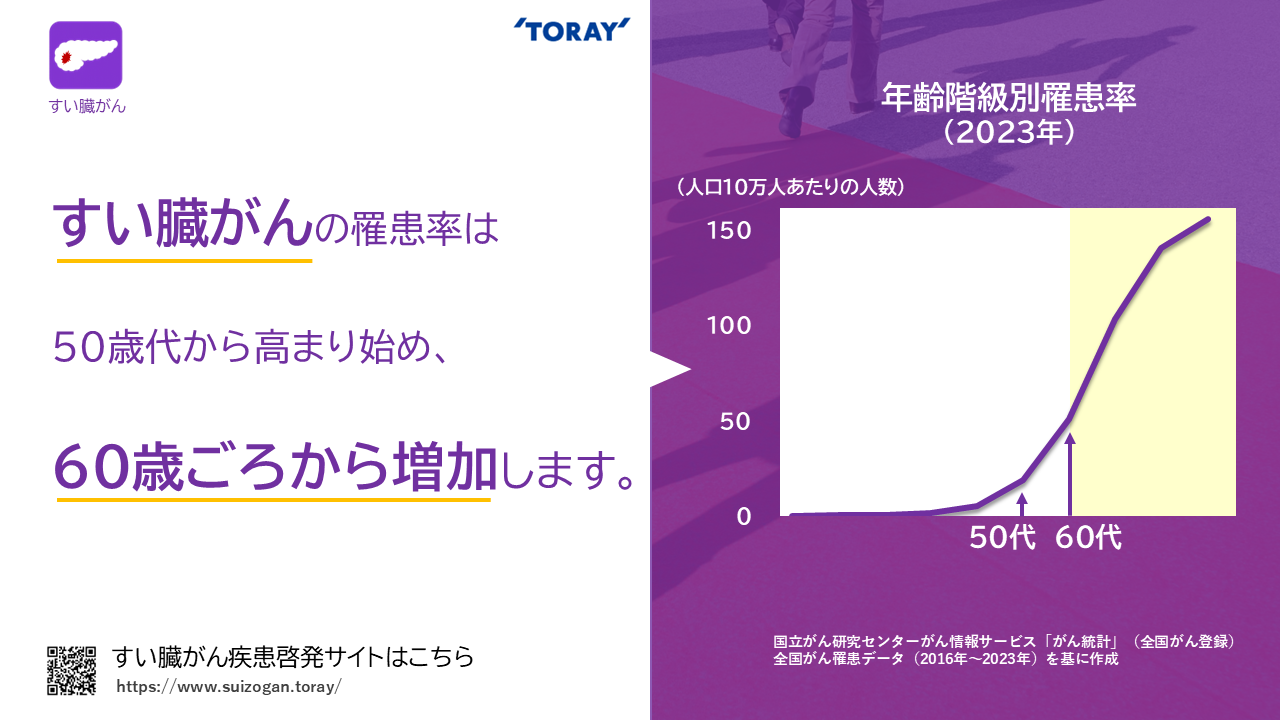 TORAY
すい臓がん
すい臓がんの罹患率は
50歳代から高まり始め、
60歳ごろから増加します。
すい臓がん疾患啓発サイトはこちら
https://www.suizogan.toray/
年齢階級別罹患率
（2023年）
（人口10万人あたりの人数）
150
100
50
0
50代 60代
国立がん研究センターがん情報サービス「がん統計」（全国がん登録）
全国がん罹患データ（2016年～2023年）を基に作成